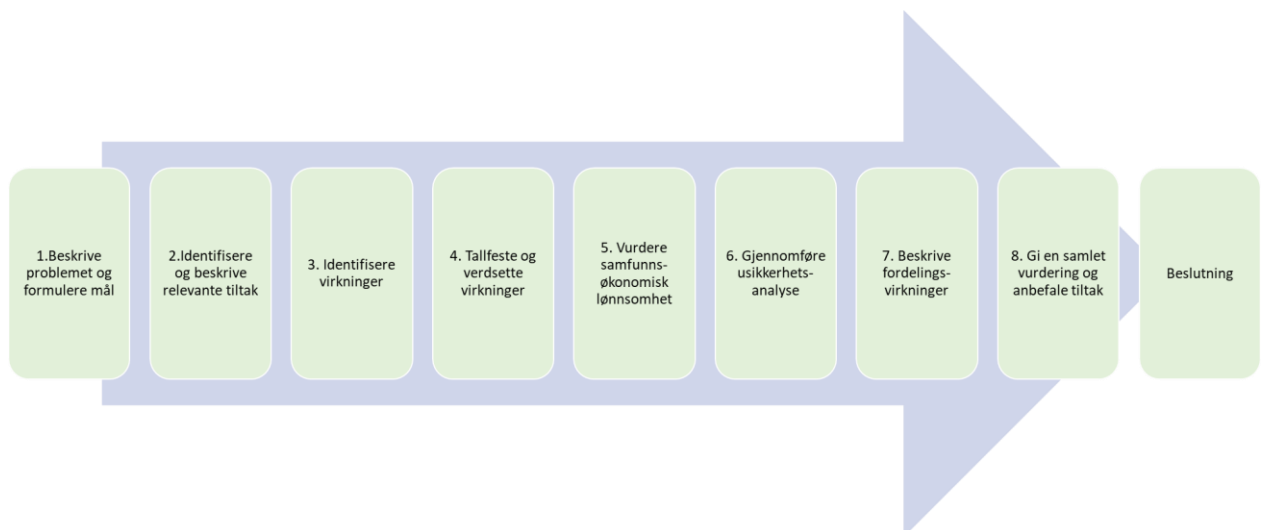 1.Beskrive
problemet og
formulere mål
2.Identifisere
og beskrive
relevante tiltak
3. Identifisere
virkninger
4. Tallfeste og
verdsette
virkninger
5. Vurdere
samfunns-
økonomisk
lønnsomhet
6. Gjennomføre
usikkerhets-
analyse
7. Beskrive
fordelings-
virkninger
8. Gi en samlet
vurdering og
anbefale tiltak
Beslutning